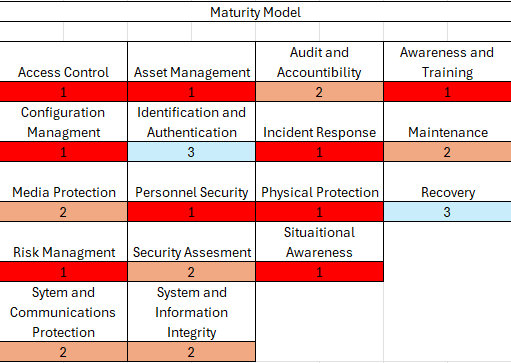 Maturity Model
Audit and Awareness and
Access Control Asset Management Accountibility Training
1 1 2 1
Configuration Identification and
Managment Authentication Incident Response Maintenance
1 3 1 2
Media Protection Personnel Security Physical Protection Recovery
2 1 1 3
Situaitional
Risk Managment Security Assesment Awareness
1 2 1
Sytem and System and
Communications Information
Protection Integrity
2 2